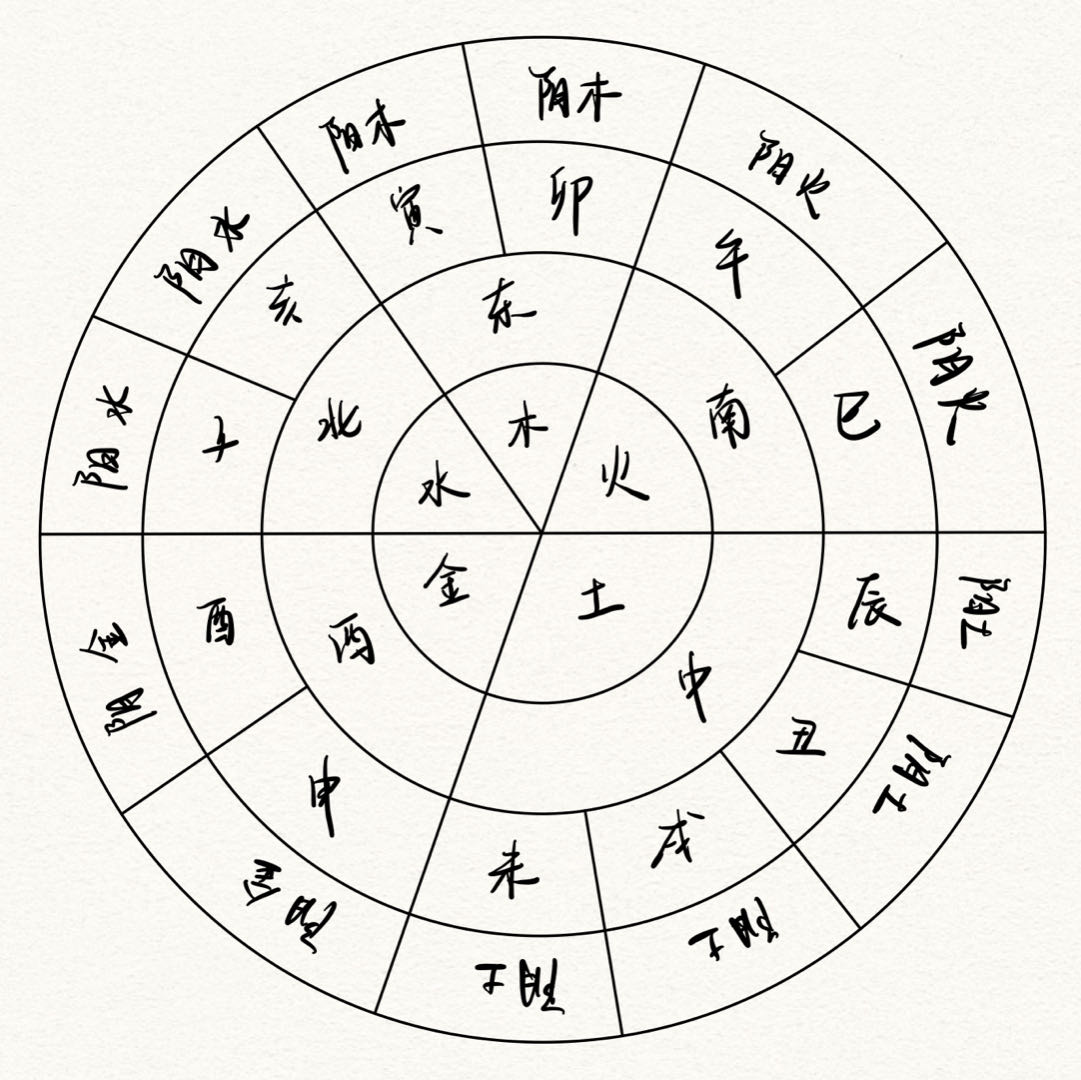 阳木
阴木
阳火
阴火
阳土
阴土
阳土
阴土
阳金
阴金
阳水
阴水
寅
卯
午
巳
辰
丑
戌
未
申
酉
子
亥
东
南
中
西
北
木
火
土
金
水